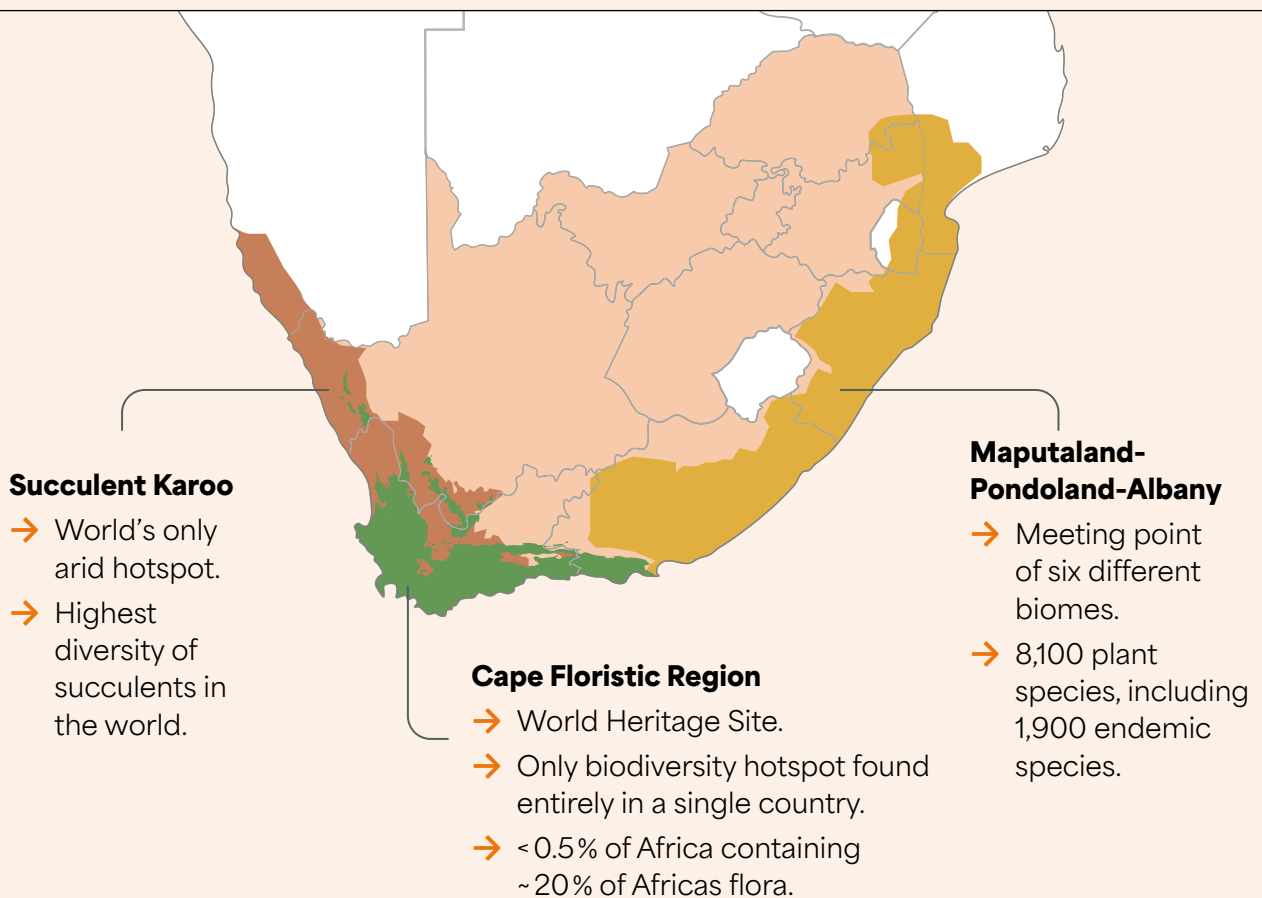 Succulent Karoo
→ World’s only
arid hotspot.
→ Highest
diversity of
succulents in
the world.
Cape Floristic Region
→ World Heritage Site.
→ Only biodiversity hotspot found
entirely in a single country.
→ <0.5% of Africa containing
~20% of Africas flora.
Maputaland-
Pondoland-Albany
→ Meeting point
of six different
biomes.
→ 8,100 plant
species, including
1,900 endemic
species.